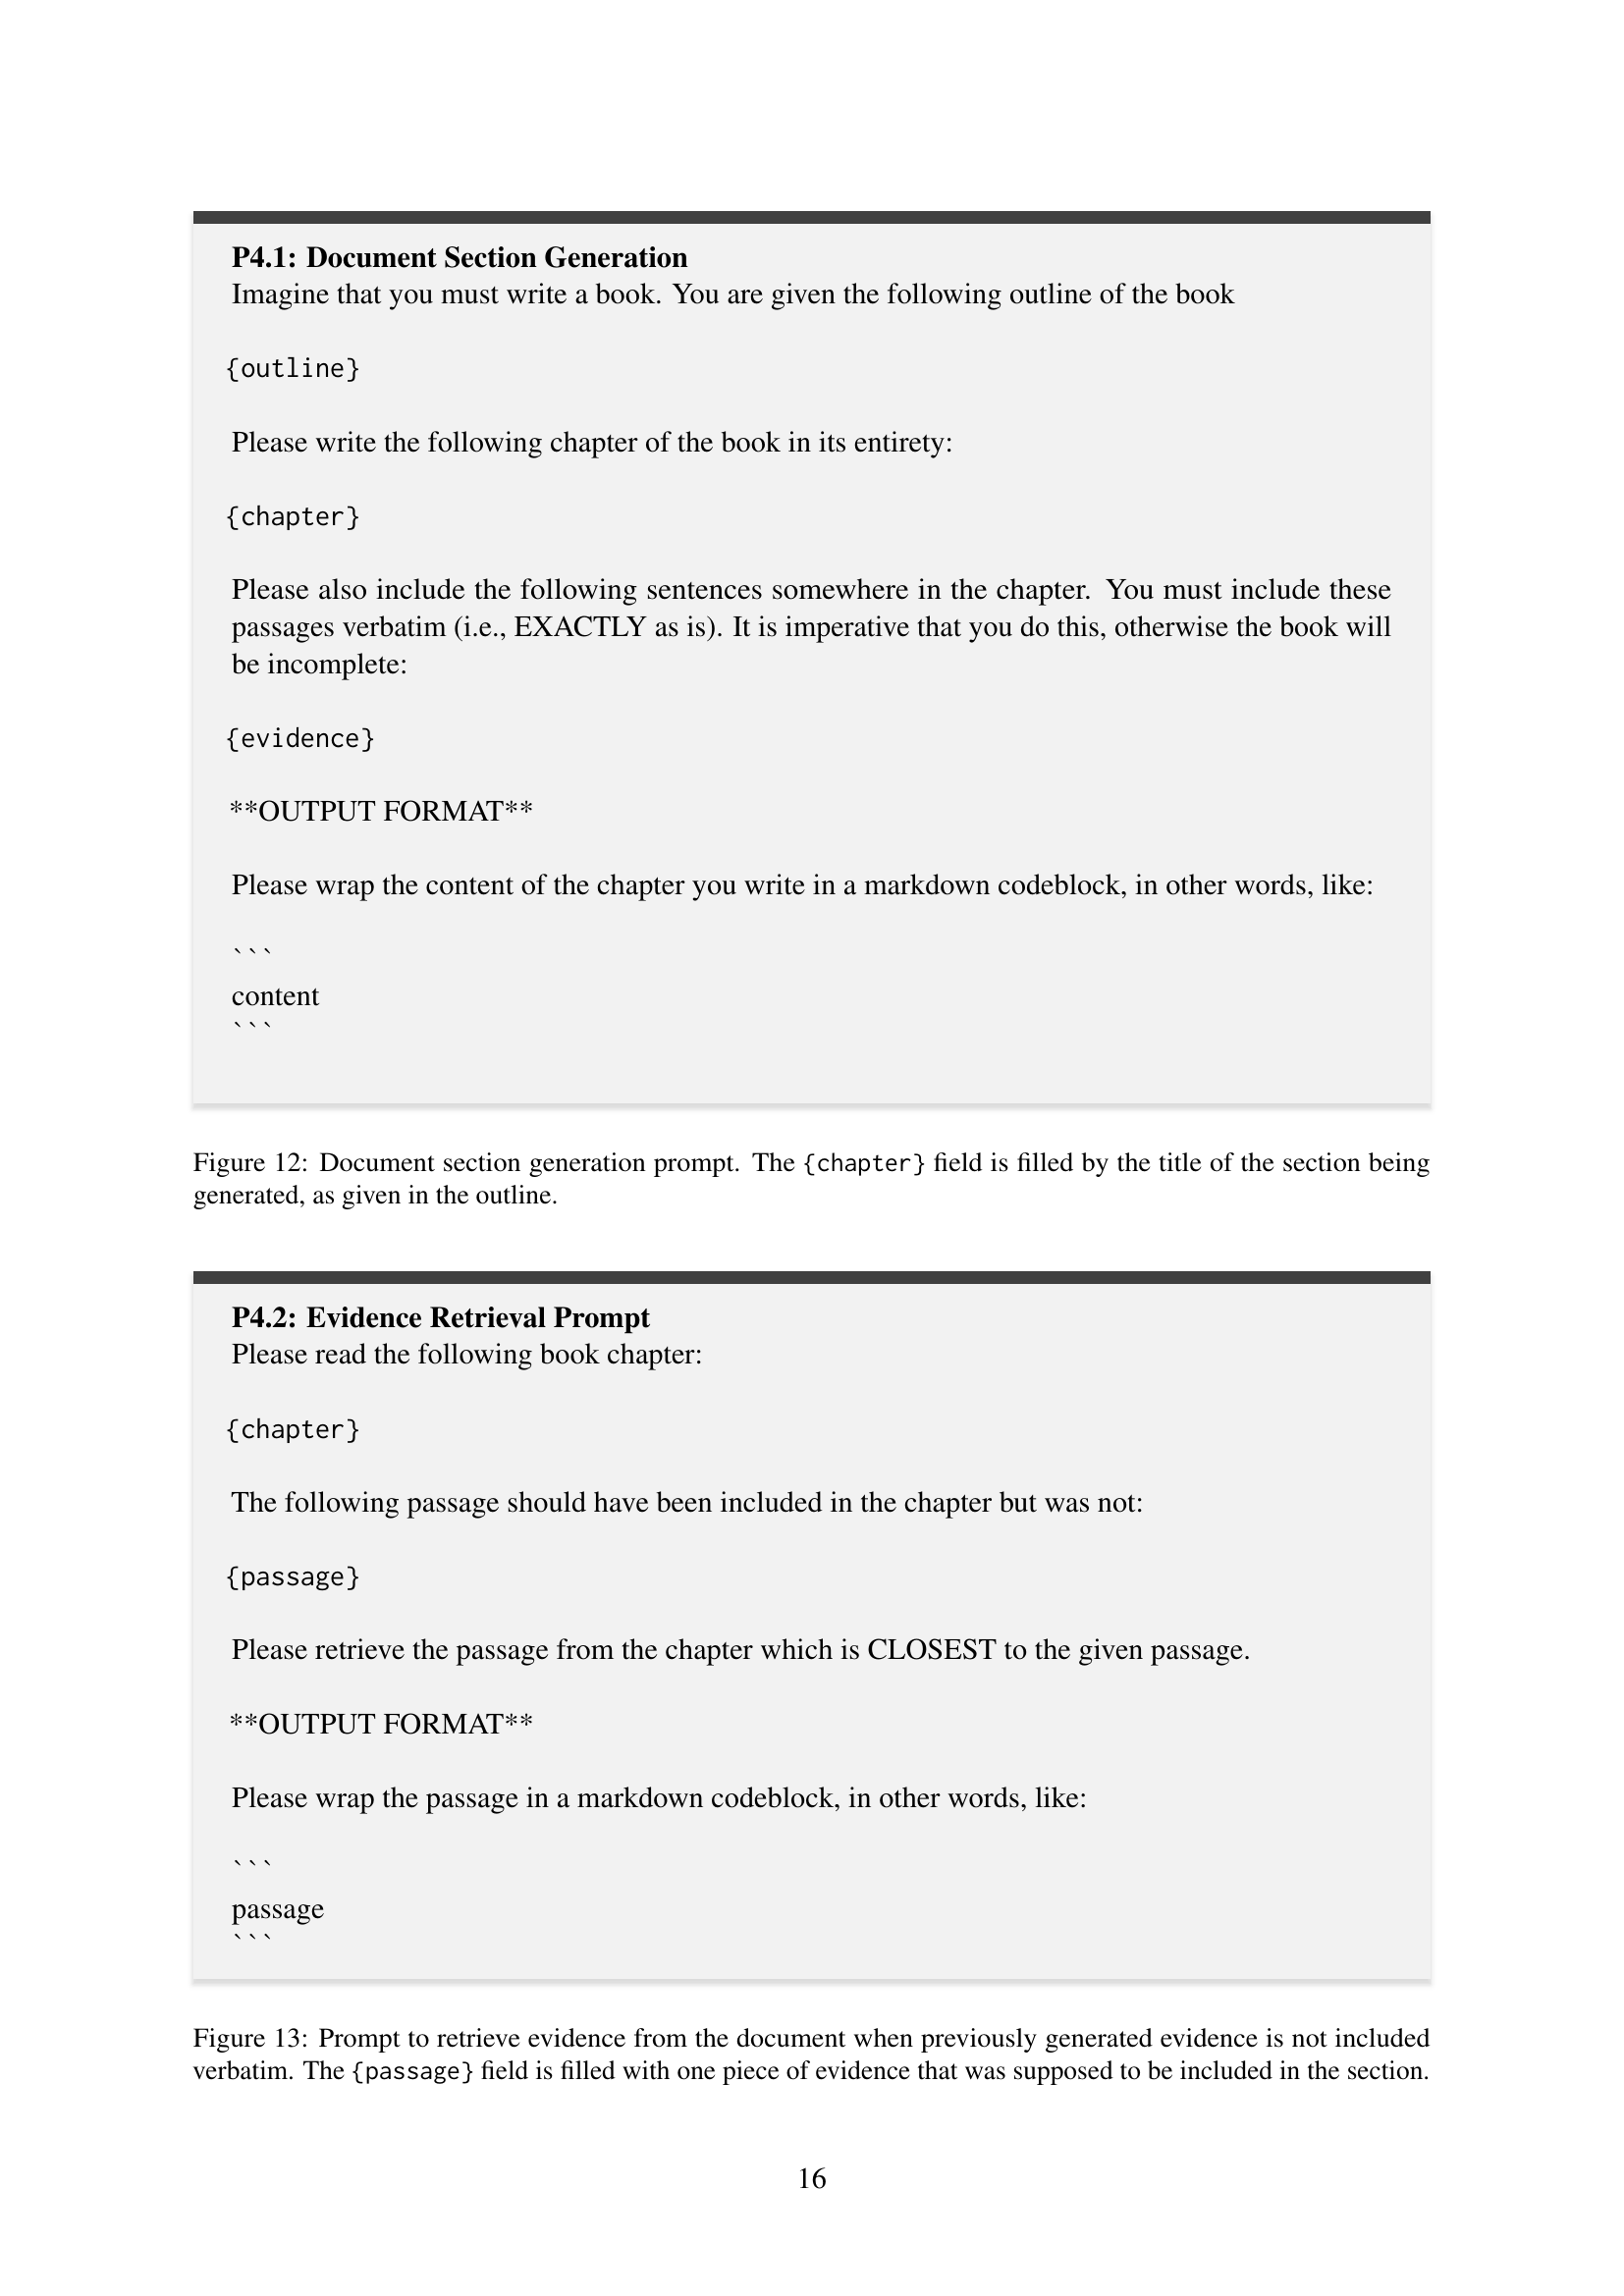 P4.1: Document Section Generation
Imagine that you must write a book. You are given the following outline of the book
{outline}
Please write the following chapter of the book in its entirety:
{chapter}
Please also include the following sentences somewhere in the chapter. You must include these
passages verbatim (i.e., EXACTLY as is). It is imperative that you do this, otherwise the book will
be incomplete:
{evidence}
**OUTPUT FORMAT**
Please wrap the content of the chapter you write in a markdown codeblock, in other words, like:
```
content
```
Figure 12: Document section generation prompt. The {chapter} field is filled by the title of the section being
generated, as given in the outline.
P4.2: Evidence Retrieval Prompt
Please read the following book chapter:
{chapter}
The following passage should have been included in the chapter but was not:
{passage}
Please retrieve the passage from the chapter which is CLOSEST to the given passage.
**OUTPUT FORMAT**
Please wrap the passage in a markdown codeblock, in other words, like:
```
passage
```
Figure 13: Prompt to retrieve evidence from the document when previously generated evidence is not included
verbatim. The {passage} field is filled with one piece of evidence that was supposed to be included in the section.
16